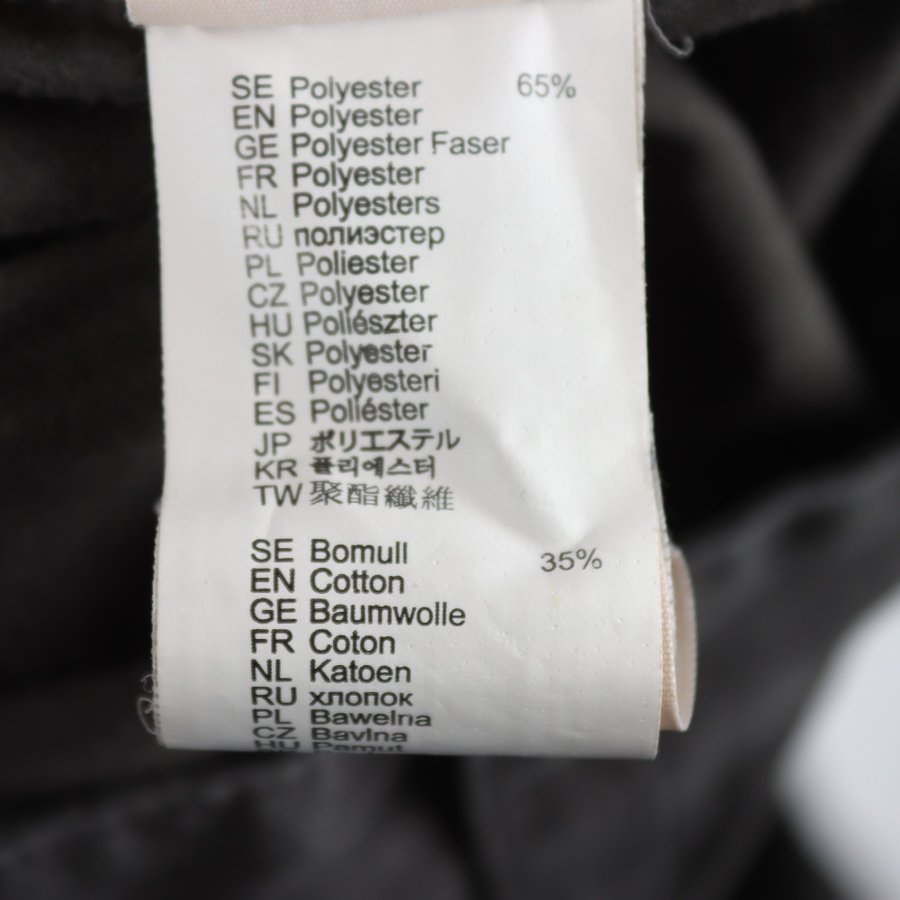 SE Polyester 65%
EN Polyester
GE Polyester Faser
FR Polyester
NL Polyesters
RU полиэстер
PL Poliester
CZ Polyester
HU Poliészter
SK Polyester
FI Polyesteri
ES Poliéster
JP ポリエステル
KR 폴리에스터
TW 聚酯纖維
SE Bomull 35%
EN Cotton
GE Baumwolle
FR Coton
NL Katoen
RU хлопок
PL Bawełna
CZ Bavlna
HU Pamut